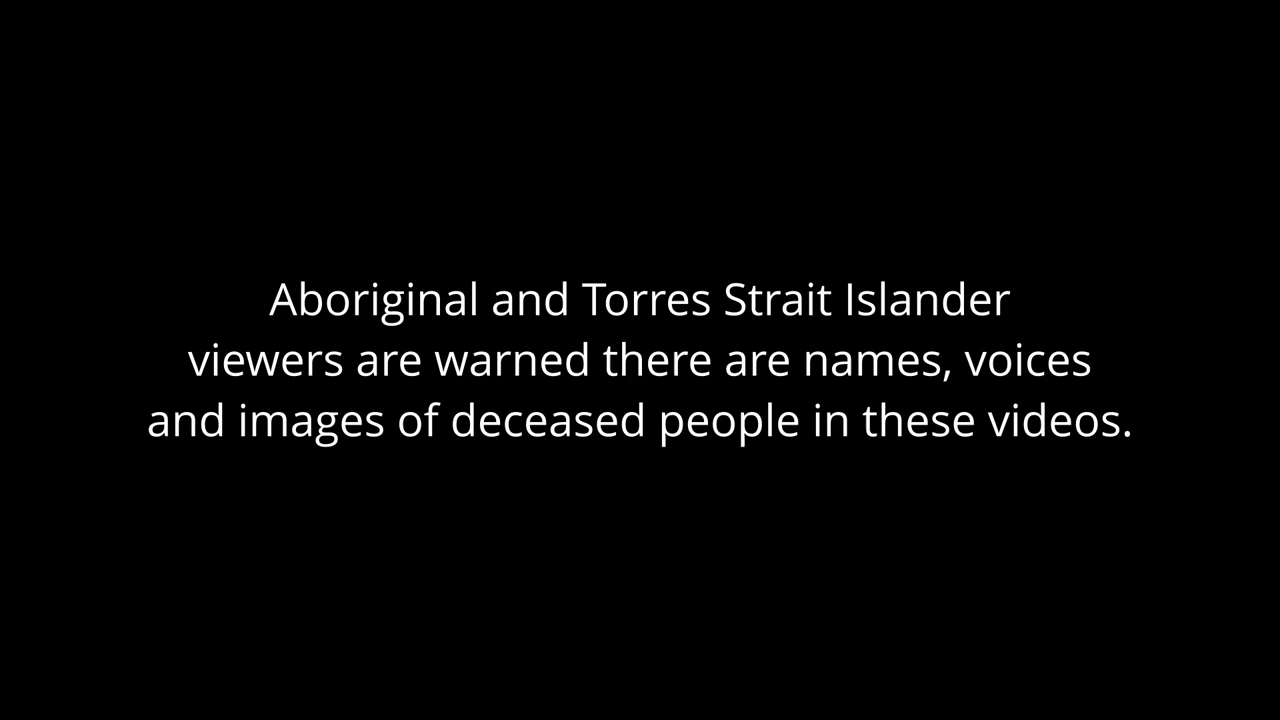 Aboriginal and Torres Strait Islander
viewers are warned there are names, voices
and images of deceased people in these videos.